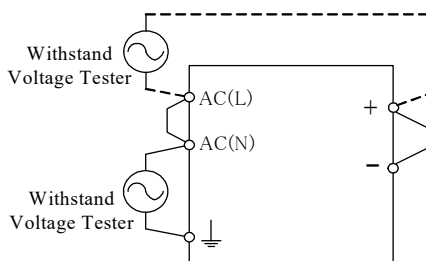 Withstand
Voltage Tester
AC(L)
+
AC(N)
−
Withstand
Voltage Tester